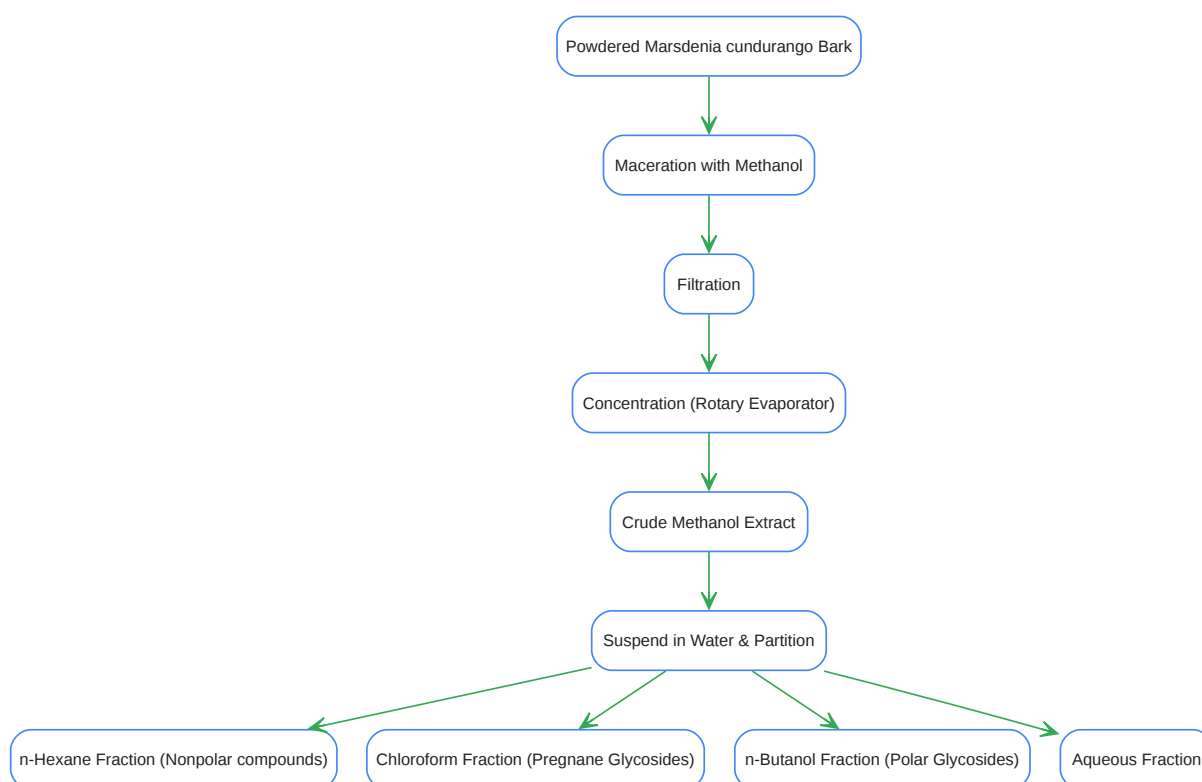 Powdered Marsdenia cundurango Bark
Maceration with Methanol
Filtration
Concentration (Rotary Evaporator)
Crude Methanol Extract
Suspend in Water & Partition
n-Hexane Fraction (Nonpolar compounds)
Chloroform Fraction (Pregnane Glycosides)
n-Butanol Fraction (Polar Glycosides)
Aqueous Fraction